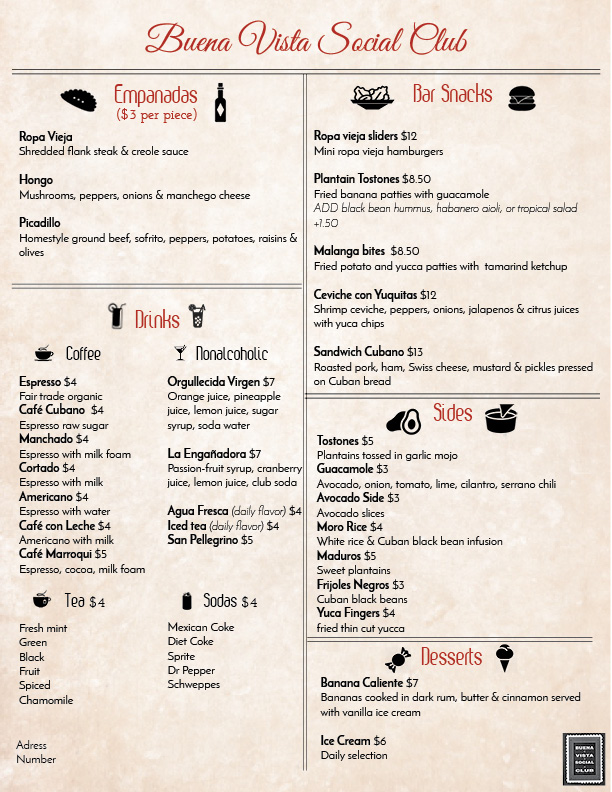 Buena Vista Social Club
Empanadas
($3 per piece)
Ropa Vieja
Shredded flank steak & creole sauce
Hongo
Mushrooms, peppers, onions & manchego cheese
Picadillo
Homestyle ground beef, sofrito, peppers, potatoes, raisins &
olives
Drinks
Coffee
Espresso $4
Fair trade organic
Café Cubano $4
Espresso raw sugar
Manchado $4
Espresso with milk foam
Cortado $4
Espresso with milk
Americano $4
Espresso with water
Café con Leche $4
Americano with milk
Café Marroqui $5
Espresso, cocoa, milk foam
Nonalcoholic
Orgullecida Virgen $7
Orange juice, pineapple
juice, lemon juice, sugar
syrup, soda water
La Engañadora $7
Passion-fruit syrup, cranberry
juice, lemon juice, club soda
Agua Fresca (daily flavor) $4
Iced tea (daily flavor) $4
San Pellegrino $5
Tea $4
Fresh mint
Green
Black
Fruit
Spiced
Chamomile
Sodas $4
Mexican Coke
Diet Coke
Sprite
Dr Pepper
Schweppes
Adress
Number
Bar Snacks
Ropa vieja sliders $12
Mini ropa vieja hamburgers
Plantain Tostones $8.50
Fried banana patties with guacamole
ADD black bean hummus, habanero aioli, or tropical salad
+1.50
Malanga bites $8.50
Fried potato and yucca patties with tamarind ketchup
Ceviche con Yuquitas $12
Shrimp ceviche, peppers, onions, jalapenos & citrus juices
with yuca chips
Sandwich Cubano $13
Roasted pork, ham, Swiss cheese, mustard & pickles pressed
on Cuban bread
Sides
Tostones $5
Plantains tossed in garlic mojo
Guacamole $3
Avocado, onion, tomato, lime, cilantro, serrano chili
Avocado Side $3
Avocado slices
Moro Rice $4
White rice & Cuban black bean infusion
Maduros $5
Sweet plantains
Frijoles Negros $3
Cuban black beans
Yuca Fingers $4
fried thin cut yucca
Desserts
Banana Caliente $7
Bananas cooked in dark rum, butter & cinnamon served
with vanilla ice cream
Ice Cream $6
Daily selection
BUENA
VISTA
SOCIAL
CLUB